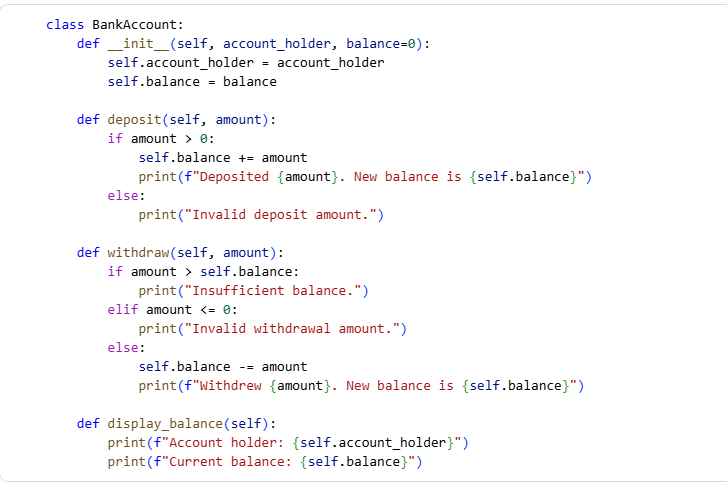 class BankAccount:
    def __init__(self, account_holder, balance=0):
        self.account_holder = account_holder
        self.balance = balance

    def deposit(self, amount):
        if amount > 0:
            self.balance += amount
            print(f"Deposited {amount}. New balance is {self.balance}")
        else:
            print("Invalid deposit amount.")

    def withdraw(self, amount):
        if amount > self.balance:
            print("Insufficient balance.")
        elif amount <= 0:
            print("Invalid withdrawal amount.")
        else:
            self.balance -= amount
            print(f"Withdrew {amount}. New balance is {self.balance}")

    def display_balance(self):
        print(f"Account holder: {self.account_holder}")
        print(f"Current balance: {self.balance}")